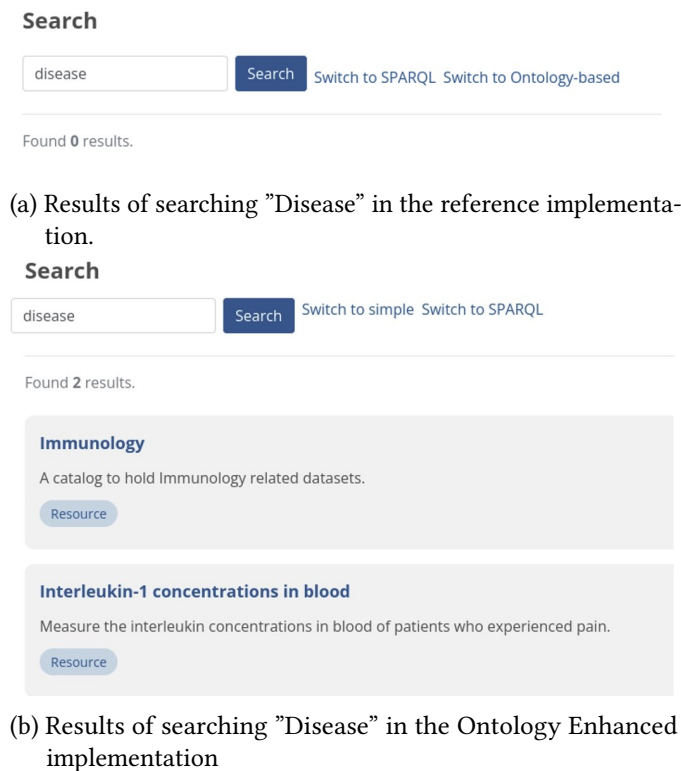 Search
disease Search Switch to SPARQL Switch to Ontology-based
Found 0 results.
(a) Results of searching ”Disease” in the reference implementa-
tion.
Search
disease Search Switch to simple Switch to SPARQL
Found 2 results.
Immunology
A catalog to hold Immunology related datasets.
Resource
Interleukin-1 concentrations in blood
Measure the interleukin concentrations in blood of patients who experienced pain.
Resource
(b) Results of searching ”Disease” in the Ontology Enhanced
implementation